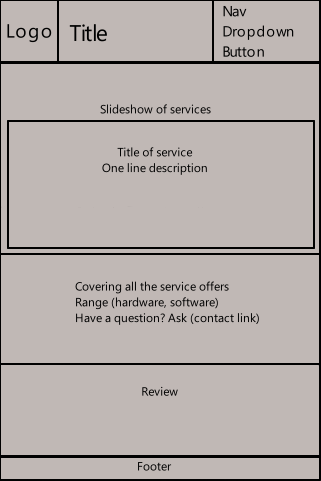 Logo
Title
Nav
Dropdown
Button
Slideshow of services
Title of service
One line description
Covering all the service offers
Range (hardware, software)
Have a question? Ask (contact link)
Review
Footer